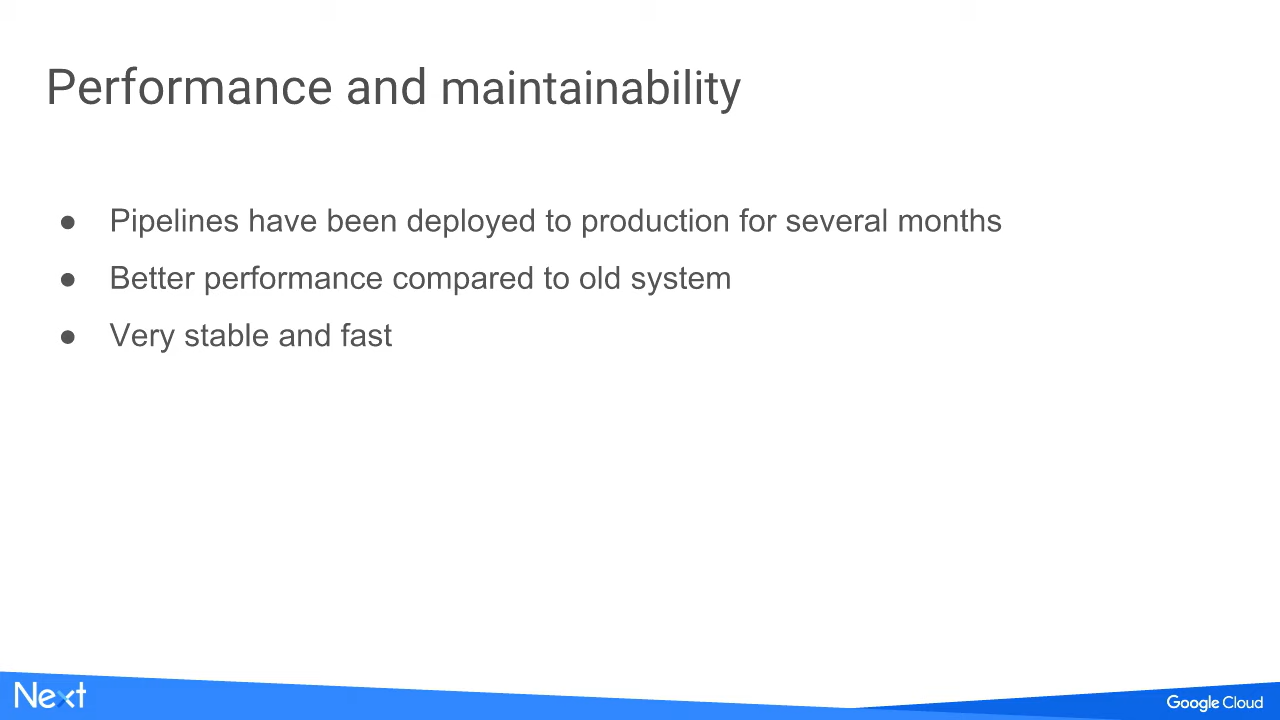 Performance and maintainability
● Pipelines have been deployed to production for several months
● Better performance compared to old system
● Very stable and fast
Next
Google Cloud